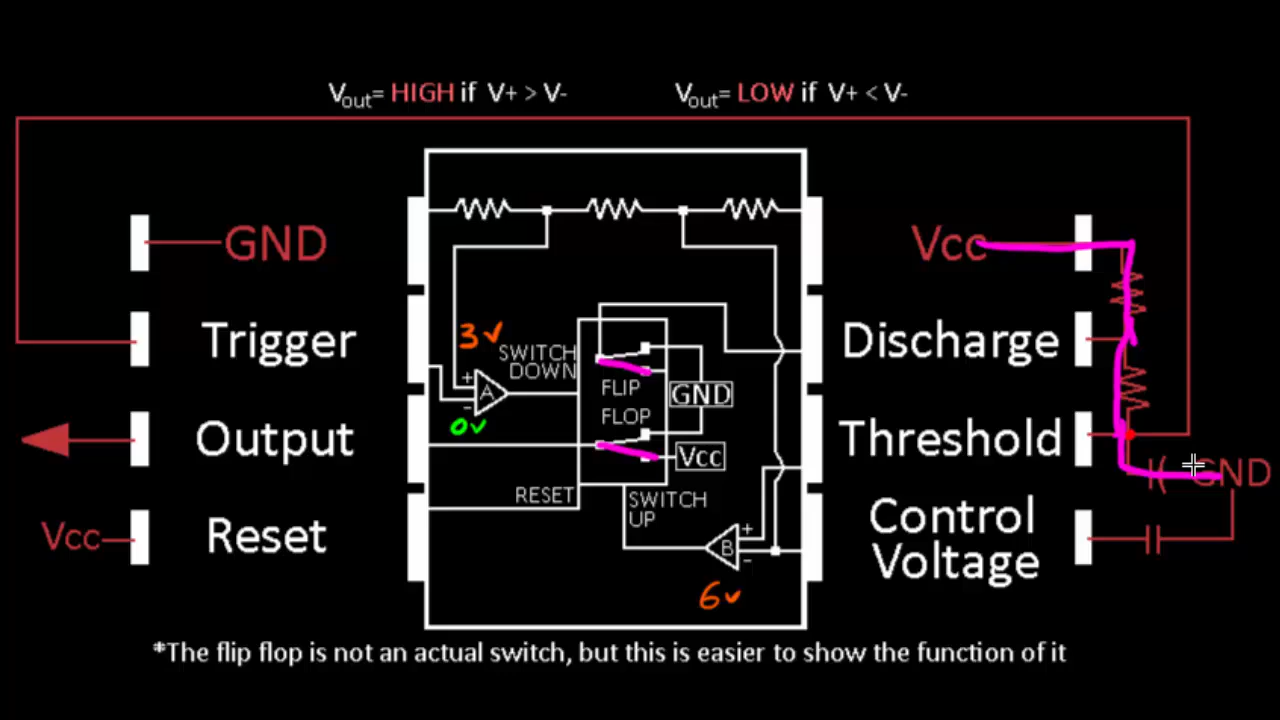 Vout= HIGH if V+ > V-
Vout= LOW if V+ < V-
GND
Trigger
Output
Vcc
Reset
3v
SWITCH
DOWN
+
A
-
0v
FLIP
FLOP
GND
Vcc
RESET
SWITCH
UP
+
B
-
6v
Vcc
Discharge
Threshold
GND
Control
Voltage
*The flip flop is not an actual switch, but this is easier to show the function of it